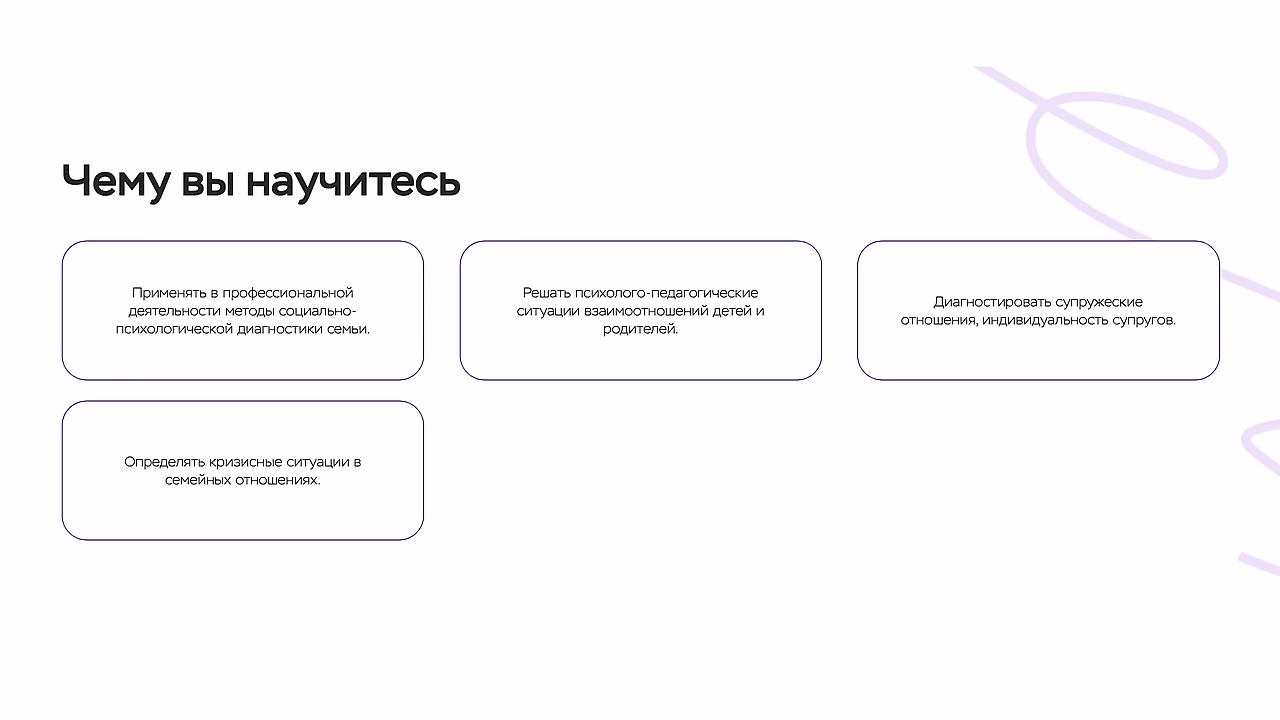 Чему вы научитесь
Применять в профессиональной
деятельности методы социально-
психологической диагностики семьи.
Решать психолого-педагогические
ситуации взаимоотношений детей и
родителей.
Диагностировать супружеские
отношения, индивидуальность супругов.
Определять кризисные ситуации в
семейных отношениях.